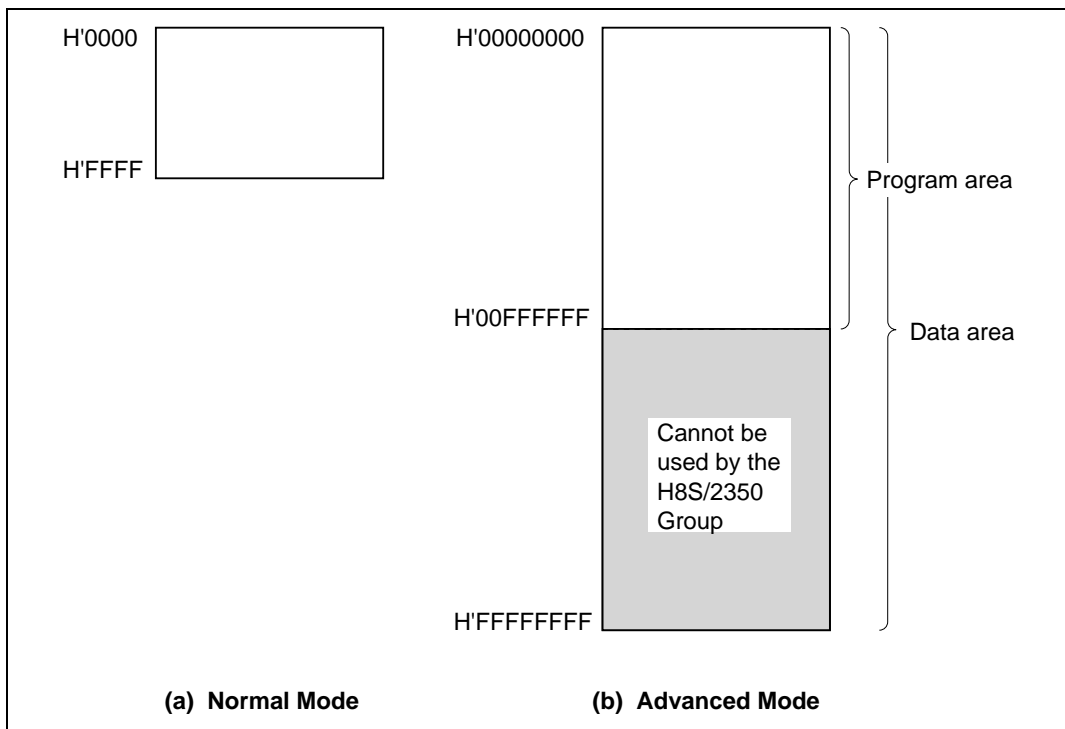 H'0000
H'FFFF
H'00000000
H'00FFFFFF
H'FFFFFFFF
Program area
Data area
Cannot be
used by the
H8S/2350
Group
(a) Normal Mode
(b) Advanced Mode